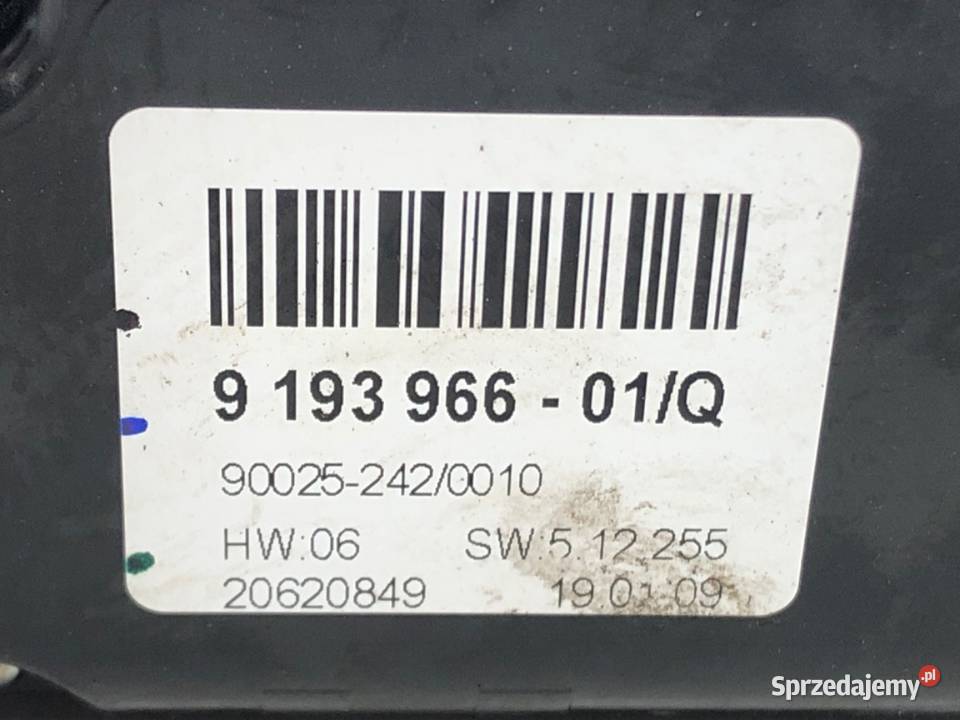 9 193 966 - 01/Q
90025-242/0010
HW:06 SW:5.12.255
20620849 19.01.09
Sprzedajemy.pl